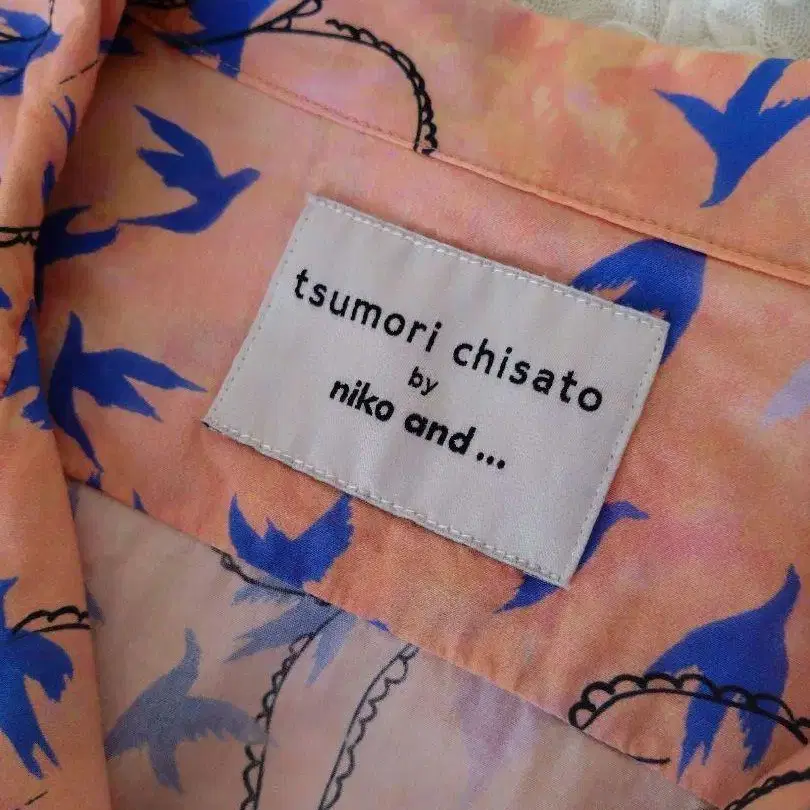 tsumori chisato
by
niko and...